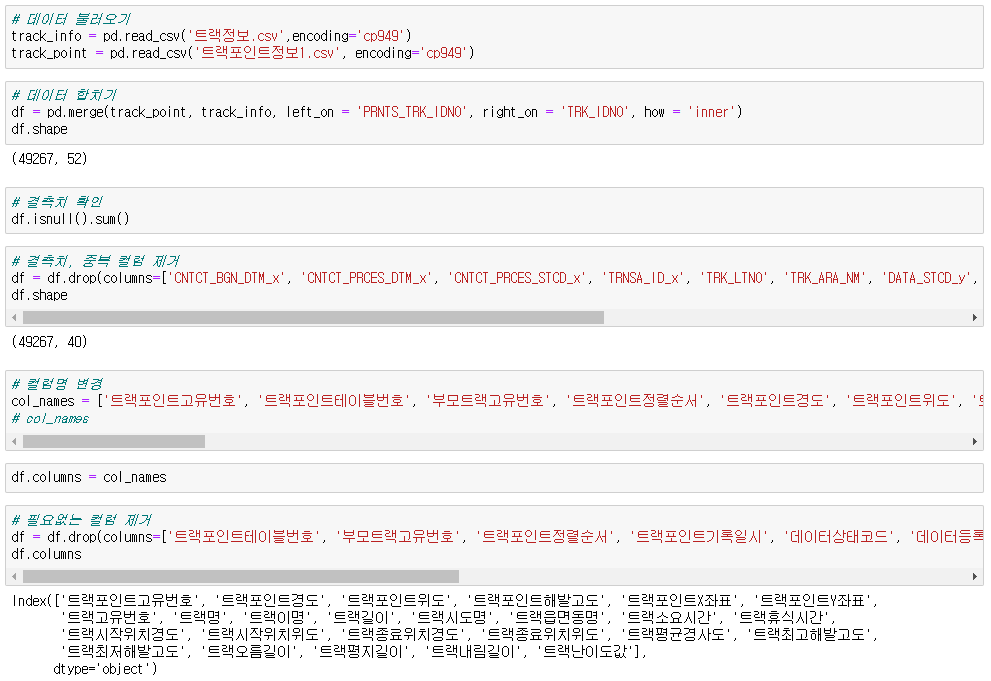 # 데이터 불러오기
track_info = pd.read_csv('트랙정보.csv',encoding='cp949')
track_point = pd.read_csv('트랙포인트정보1.csv', encoding='cp949')
# 데이터 합치기
df = pd.merge(track_point, track_info, left_on = 'PRNTS_TRK_IDNO', right_on = 'TRK_IDNO', how = 'inner')
df.shape
(49267, 52)
# 결측치 확인
df.isnull().sum()
# 결측치, 중복 컬럼 제거
df = df.drop(columns=['CNTCT_BGN_DTM_x', 'CNTCT_PRCES_DTM_x', 'CNTCT_PRCES_STCD_x', 'TRNSA_ID_x', 'TRK_LTNO', 'TRK_ARA_NM', 'DATA_STCD_y',
df.shape
(49267, 40)
# 컬럼명 변경
col_names = ['트랙포인트고유번호', '트랙포인트테이블번호', '부모트랙고유번호', '트랙포인트정렬순서', '트랙포인트경도', '트랙포인트위도',
# col_names
df.columns = col_names
# 필요없는 컬럼 제거
df = df.drop(columns=['트랙포인트테이블번호', '부모트랙고유번호', '트랙포인트정렬순서', '트랙포인트기록일시', '데이터상태코드', '데이터등록
df.columns
Index(['트랙포인트고유번호', '트랙포인트경도', '트랙포인트위도', '트랙포인트해발고도', '트랙포인트X좌표', '트랙포인트Y좌표',
'트랙고유번호', '트랙명', '트랙이명', '트랙길이', '트랙시도명', '트랙읍면동명', '트랙소요시간', '트랙휴식시간',
'트랙시작위치경도', '트랙시작위치위도', '트랙종료위치경도', '트랙종료위치위도', '트랙평균경사도', '트랙최고해발고도',
'트랙최저해발고도', '트랙오름길이', '트랙평지길이', '트랙내림길이', '트랙난이도값'],
dtype='object')